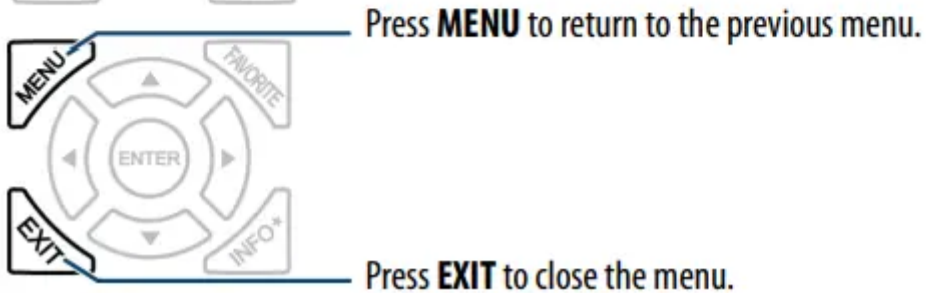 Press MENU to return to the previous menu.
MENU
FAVORITE
ENTER
EXIT
INFO*
Press EXIT to close the menu.